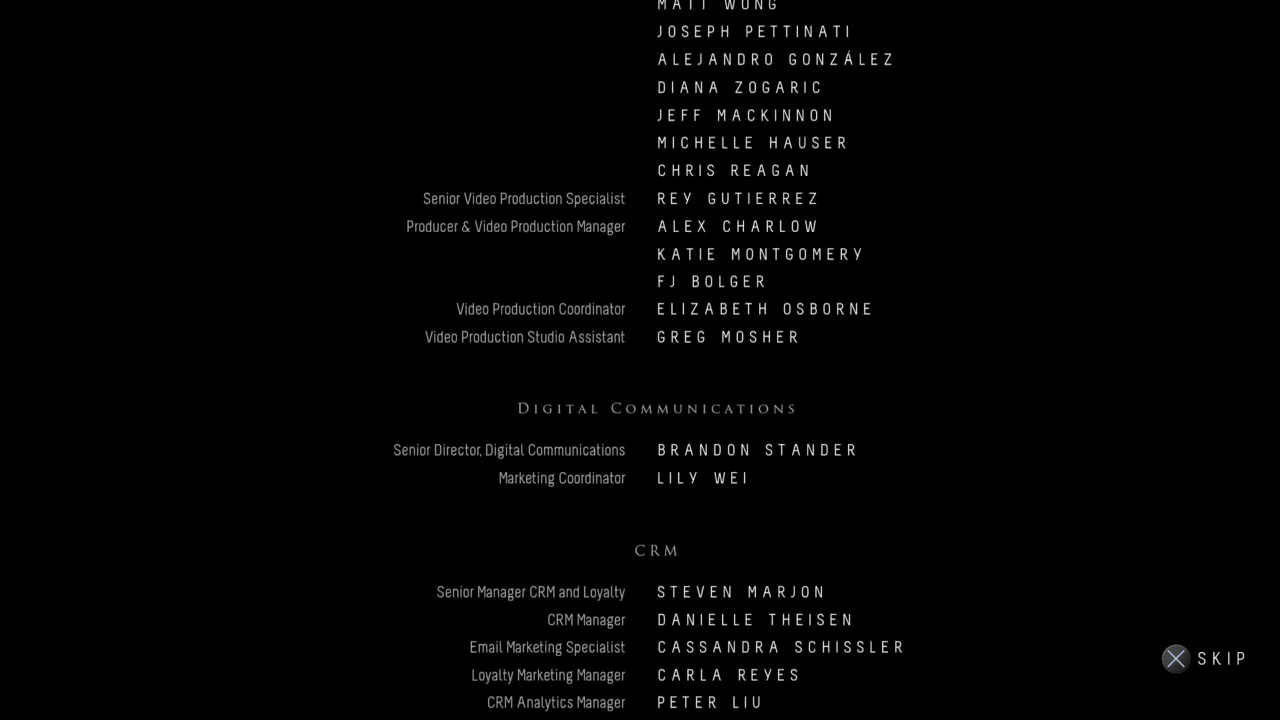 MATT WONG
JOSEPH PETTINATI
ALEJANDRO GONZÁLEZ
DIANA ZOGARIC
JEFF MACKINNON
MICHELLE HAUSER
CHRIS REAGAN
Senior Video Production Specialist REY GUTIERREZ
Producer & Video Production Manager ALEX CHARLOW
KATIE MONTGOMERY
FJ BOLGER
Video Production Coordinator ELIZABETH OSBORNE
Video Production Studio Assistant GREG MOSHER
DIGITAL COMMUNICATIONS
Senior Director, Digital Communications BRANDON STANDER
Marketing Coordinator LILY WEI
CRM
Senior Manager CRM and Loyalty STEVEN MARJON
CRM Manager DANIELLE THEISEN
Email Marketing Specialist CASSANDRA SCHISSLER
Loyalty Marketing Manager CARLA REYES
CRM Analytics Manager PETER LIU
SKIP